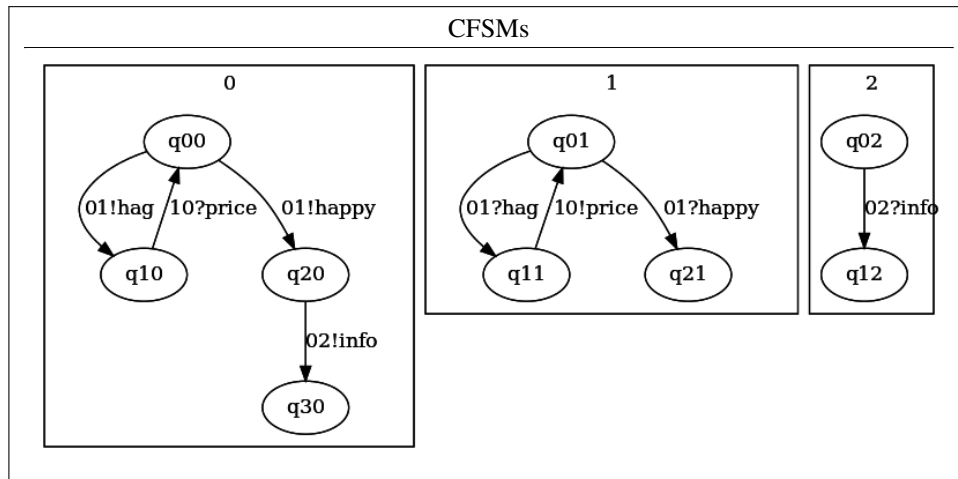 CFSMs
0
q00
01!hag
10?price
01!happy
q10
q20
02!info
q30
1
q01
01?hag
10!price
01?happy
q11
q21
2
q02
02?info
q12